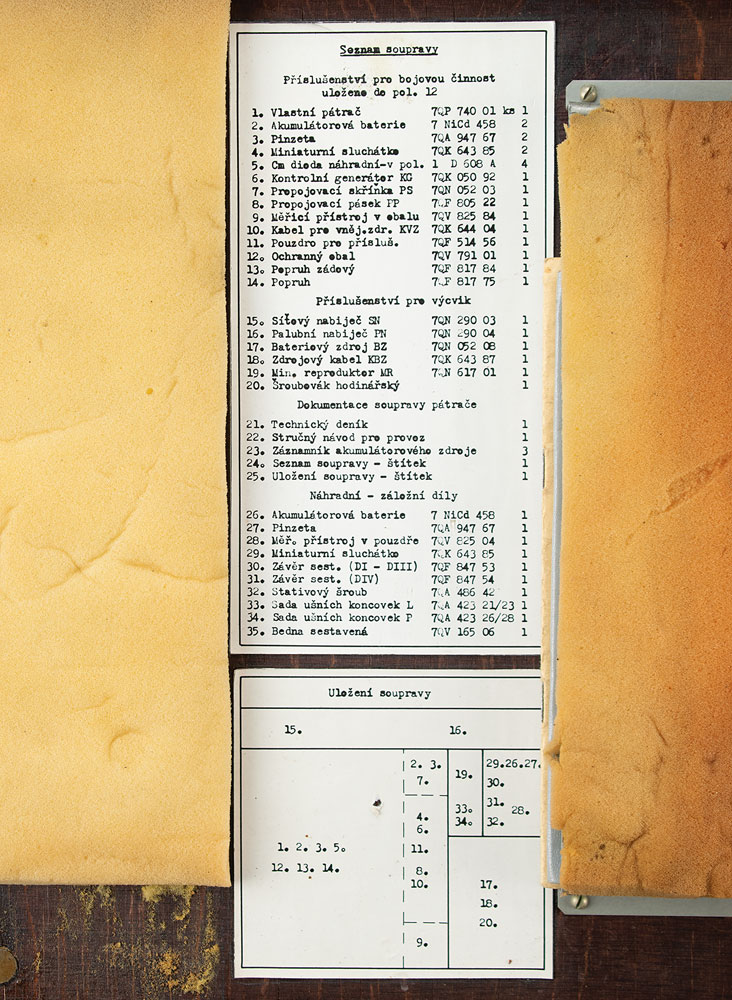 Seznam soupravy
Příslušenství pro bojovou činnost
uloženo do pol. 12
1. Vlastní pátrač 7QP 740 01 ks 1
2. Akumulátorová baterie 7 NiCd 458 2
3. Pinzeta 7QA 947 67 2
4. Miniaturní sluchátko 7QK 643 85 2
5. Cm dioda náhradní-v pol. 1 D 608 A 4
6. Kontrolní generátor KG 7QK 050 92 1
7. Propojovací skřínka PS 7QN 052 03 1
8. Propojovací pásek PP 7QF 805 22 1
9. Měřicí přístroj v obalu 7QV 825 84 1
10. Kabel pro vněj.zdr. KVZ 7QK 644 04 1
11. Pouzdro pro přísluš. 7QF 514 56 1
12. Ochranný obal 7QV 791 01 1
13. Popruh zádový 7QF 817 84 1
14. Popruh 7QF 817 75 1
Příslušenství pro výcvik
15. Síťový nabiječ SN 7QN 290 03 1
16. Palubní nabiječ PN 7QN 290 04 1
17. Bateriový zdroj BZ 7QN 052 08 1
18. Zdrojový kabel KBZ 7QK 643 87 1
19. Min. reproduktor MR 7QN 617 01 1
20. Šroubovák hodinářský 1
Dokumentace soupravy pátrače
21. Technický deník 1
22. Stručný návod pro provoz 1
23. Záznamník akumulátorového zdroje 3
24. Seznam soupravy - štítek 1
25. Uložení soupravy - štítek 1
Náhradní - záložní díly
26. Akumulátorová baterie 7 NiCd 458 1
27. Pinzeta 7QA 947 67 1
28. Měř. přístroj v pouzdře 7QV 825 04 1
29. Miniaturní sluchátko 7QK 643 85 1
30. Závěr sest. (DI - DIII) 7QF 847 53 1
31. Závěr sest. (DIV) 7QF 847 54 1
32. Stativový šroub 7QA 486 42 1
33. Sada ušních koncovek L 7QA 423 21/23 1
34. Sada ušních koncovek P 7QA 423 26/28 1
35. Bedna sestavená 7QV 165 06 1
Uložení soupravy
15. 16.
2. 3. 19. 29.26.27.
7. 30.
31.
33. 28.
4. 34. 32.
6.
1. 2. 3. 5. 11.
12. 13. 14. 8.
10. 17.
18.
20.
9.